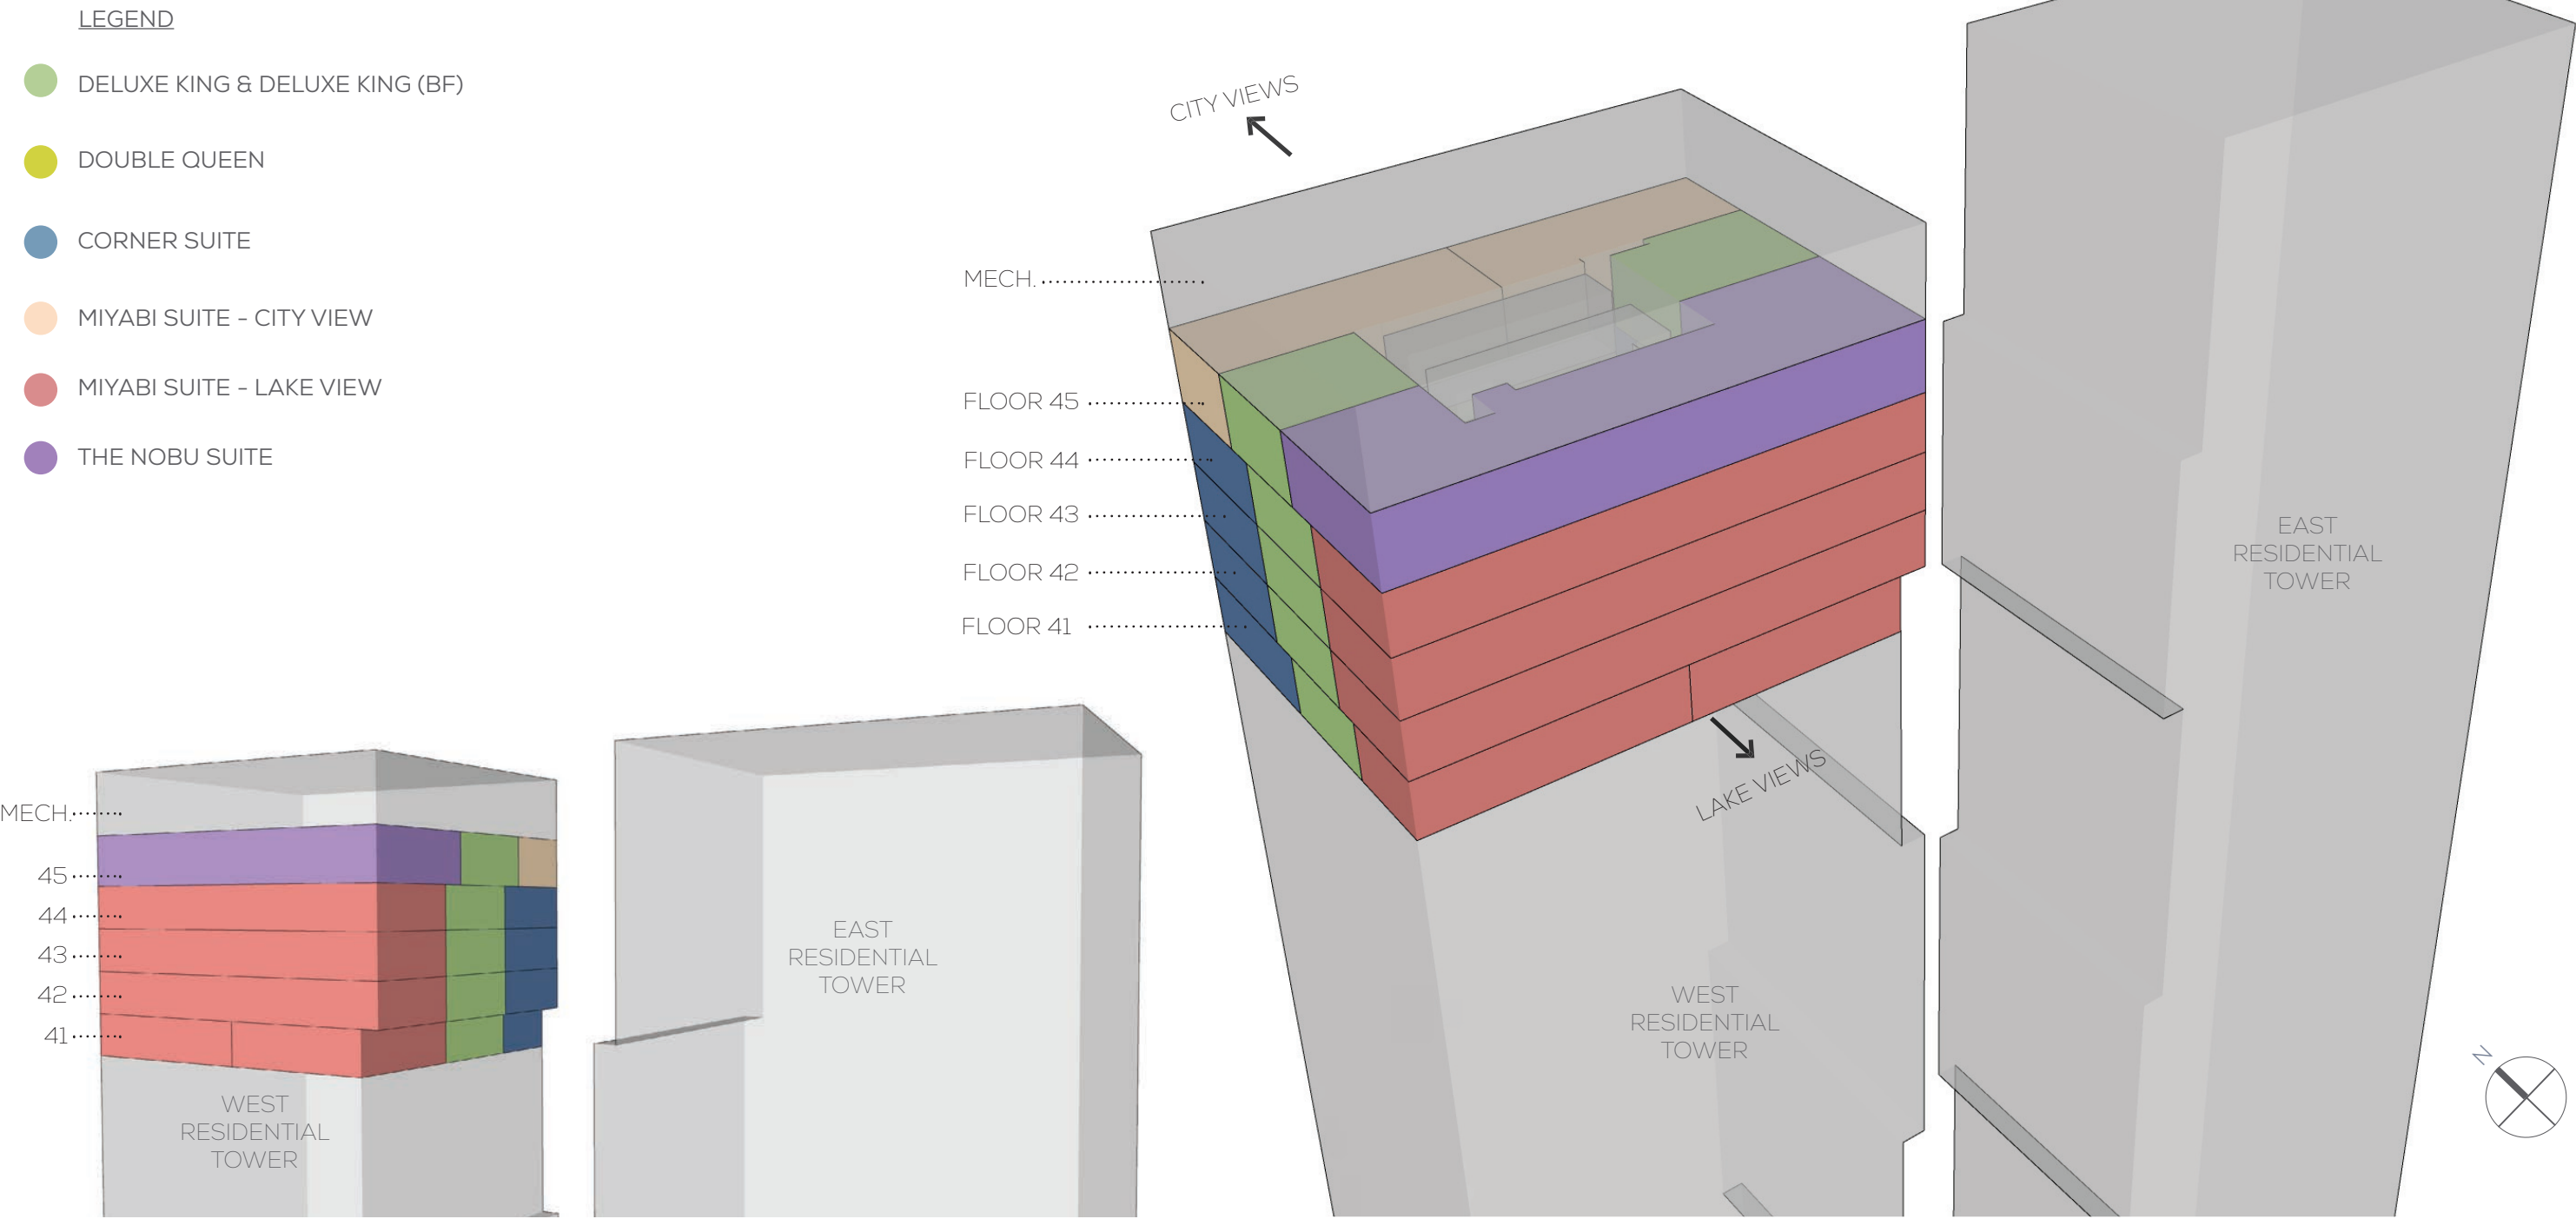 LEGEND
DELUXE KING & DELUXE KING (BF)
DOUBLE QUEEN
CORNER SUITE
MIYABI SUITE - CITY VIEW
MIYABI SUITE - LAKE VIEW
THE NOBU SUITE
CITY VIEWS
MECH.
FLOOR 45
FLOOR 44
FLOOR 43
FLOOR 42
FLOOR 41
LAKE VIEWS
WEST
RESIDENTIAL
TOWER
EAST
RESIDENTIAL
TOWER
N
MECH.
45
44
43
42
41
WEST
RESIDENTIAL
TOWER
EAST
RESIDENTIAL
TOWER